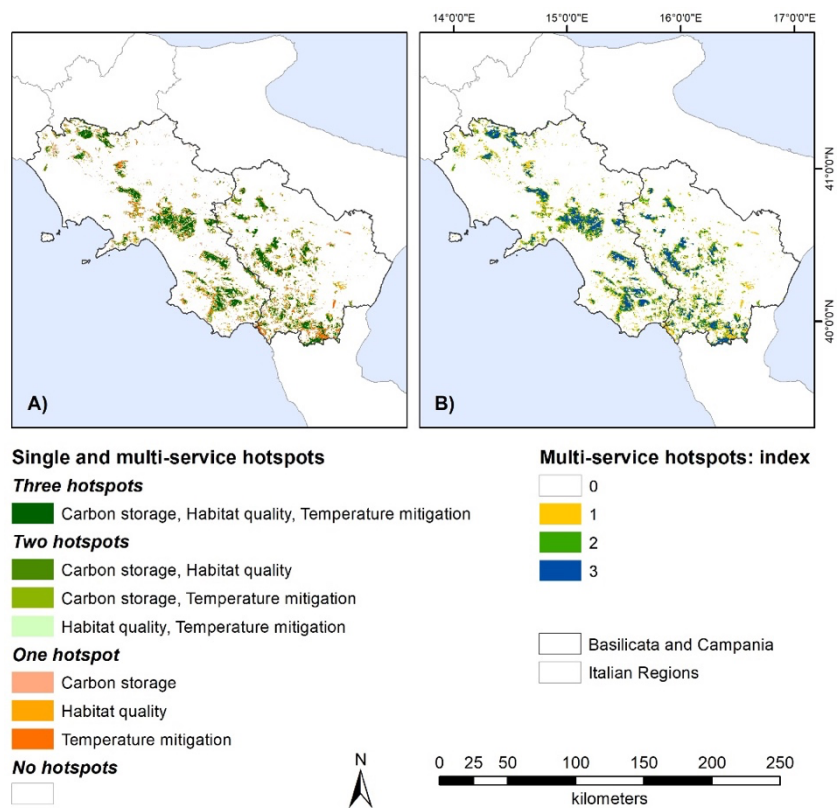 14°0'0"E 15°0'0"E 16°0'0"E 17°0'0"E
41°0'0"N
40°0'0"N
A)
B)
Single and multi-service hotspots
Three hotspots
Carbon storage, Habitat quality, Temperature mitigation
Two hotspots
Carbon storage, Habitat quality
Carbon storage, Temperature mitigation
Habitat quality, Temperature mitigation
One hotspot
Carbon storage
Habitat quality
Temperature mitigation
No hotspots
Multi-service hotspots: index
0
1
2
3
Basilicata and Campania
Italian Regions
N
0 25 50 100 150 200 250
kilometers